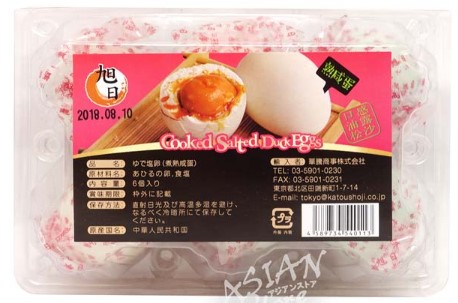 旭日
2018.08.10
熟咸蛋
Cooked Salted Duck Eggs
品名 ゆで塩卵(煮熟咸蛋)
原材料 あひるの卵,食塩
内容量 6個入り
賞味期限 枠外に記載
保存方法 直射日光及び高温多湿を避け、
なるべく冷暗所にて保存して
ください。
原産国 中華人民共和国
輸入者 華騰商事株式会社
TEL: 03-5901-0230
FAX: 03-5901-0231
東京都北区田端新町1-7-14
E-mail: tokyo@katoushoji.co.jp
4589734540113
ASIAN
アジアンストア